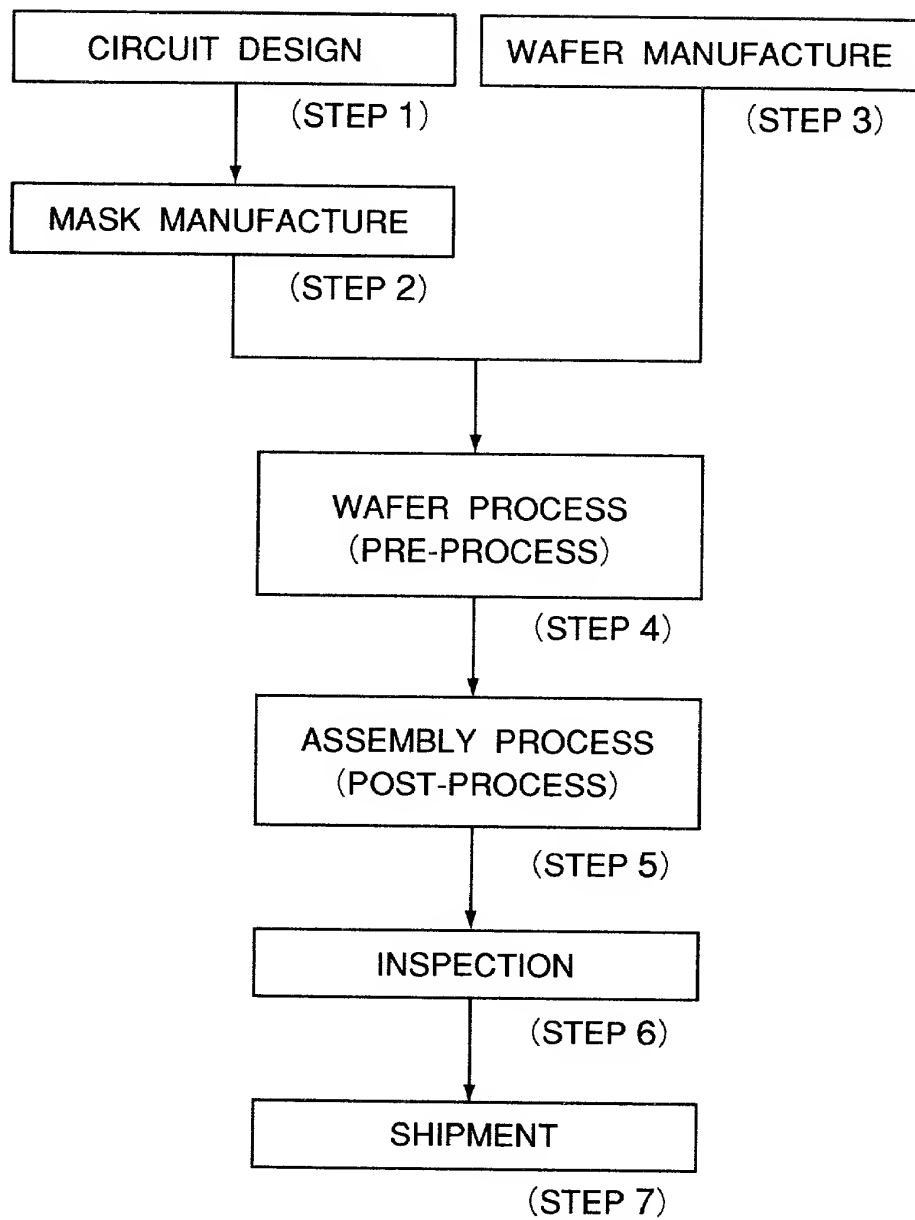 CIRCUIT DESIGN
(STEP 1)
WAFER MANUFACTURE
(STEP 3)
MASK MANUFACTURE
(STEP 2)
WAFER PROCESS
(PRE-PROCESS)
(STEP 4)
ASSEMBLY PROCESS
(POST-PROCESS)
(STEP 5)
INSPECTION
(STEP 6)
SHIPMENT
(STEP 7)